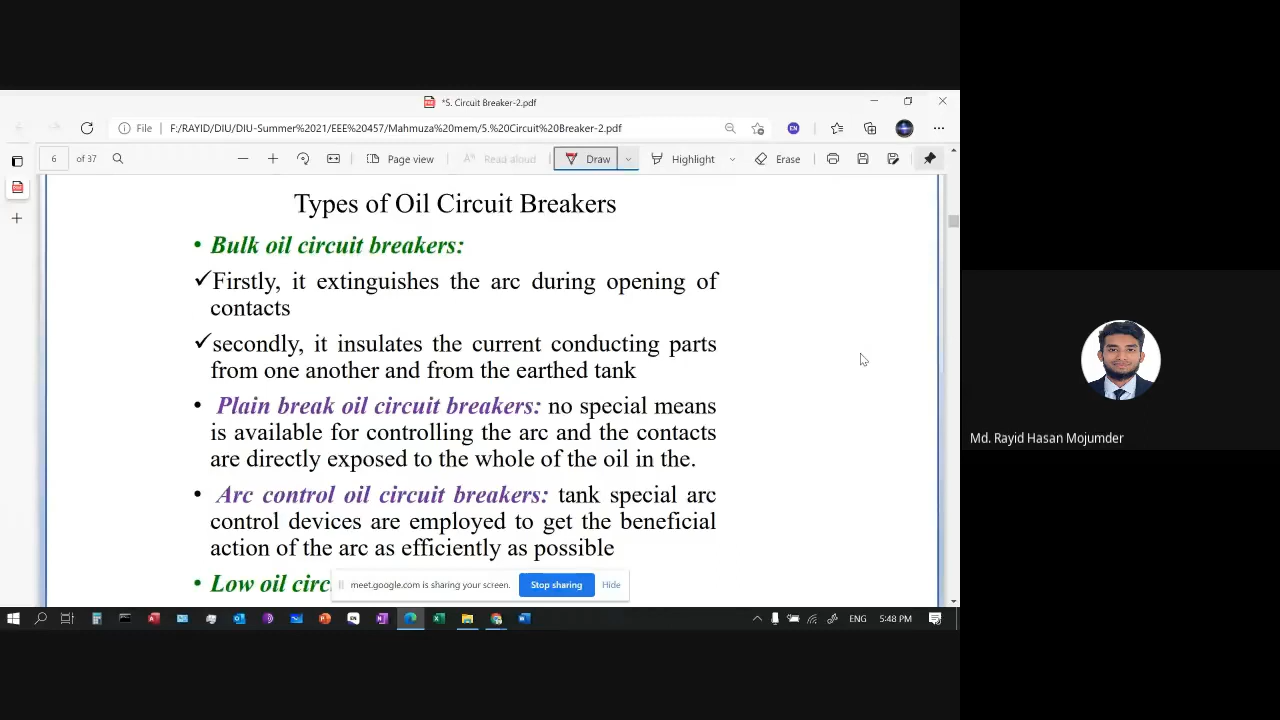 *5. Circuit Breaker-2.pdf
File | F:/RAYID/DIU/DIU-Summer%2021/EEE%20457/Mahmuza%20mem/5.%20Circuit%20Breaker-2.pdf
CN
6 of 37
Page view
Read aloud
Draw
Highlight
Erase
Types of Oil Circuit Breakers
• Bulk oil circuit breakers:
✓Firstly, it extinguishes the arc during opening of
contacts
✓secondly, it insulates the current conducting parts
from one another and from the earthed tank
• Plain break oil circuit breakers: no special means
is available for controlling the arc and the contacts
are directly exposed to the whole of the oil in the.
• Arc control oil circuit breakers: tank special arc
control devices are employed to get the beneficial
action of the arc as efficiently as possible
• Low oil circ
meet.google.com is sharing your screen.
Stop sharing
Hide
ENG
5:48 PM
Md. Rayid Hasan Mojumder